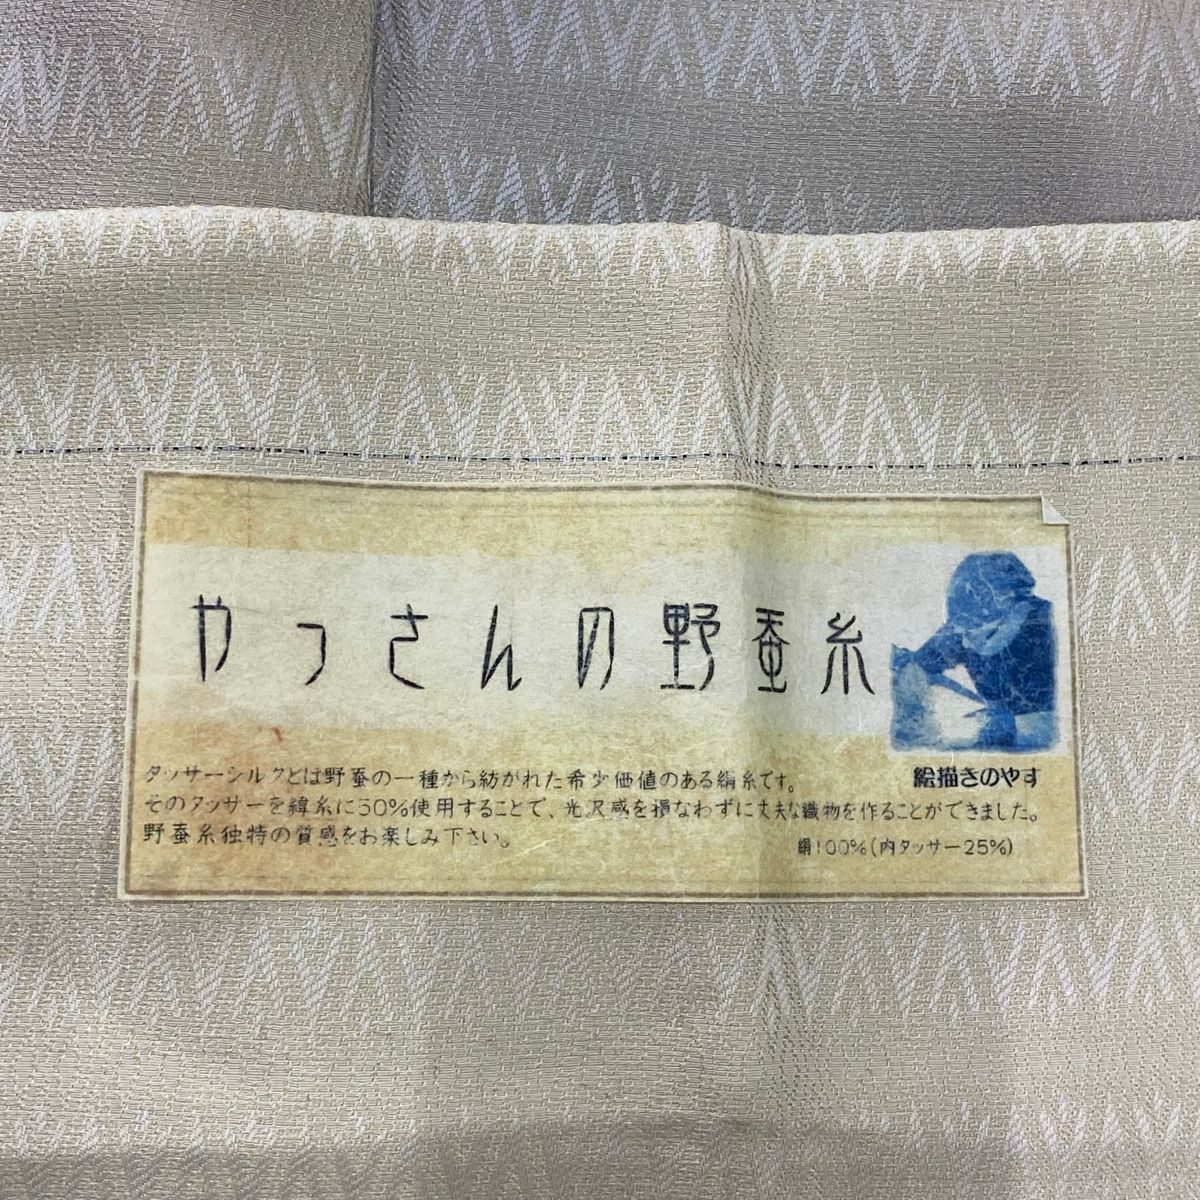 やっさんの野蚕糸
絵描きのやす
タッサーシルクとは野蚕の一種から紡がれた希少価値のある絹糸です。
そのタッサーを緯糸に50%使用することで、光沢感を損なわずに丈夫な織物を作ることができました。
野蚕糸独特の質感をお楽しみ下さい。
絹100%(内タッサー25%)